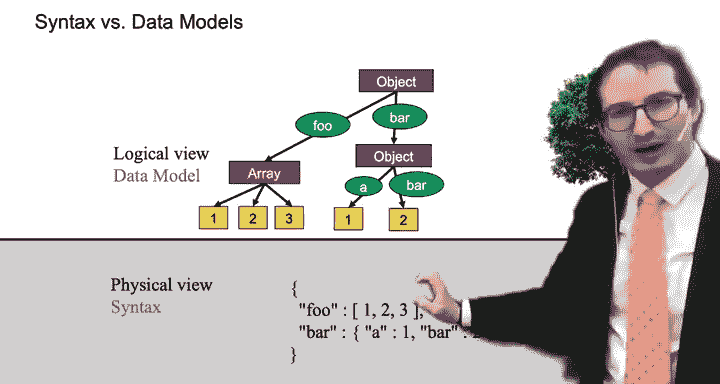 Syntax vs. Data Models
Object
foo
bar
Logical view
Data Model
Array
Object
a
bar
1 2 3 1 2
Physical view
Syntax
{
"foo" : [ 1, 2, 3 ],
"bar" : { "a" : 1, "bar" :
}